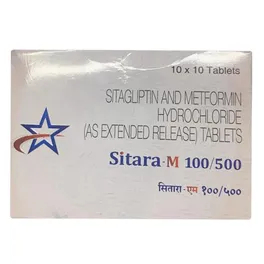 10 x 10 Tablets
SITAGLIPTIN AND METFORMIN
HYDROCHLORIDE
(AS EXTENDED RELEASE) TABLETS
Sitara-M 100/500
सितारा-एम १००/५००